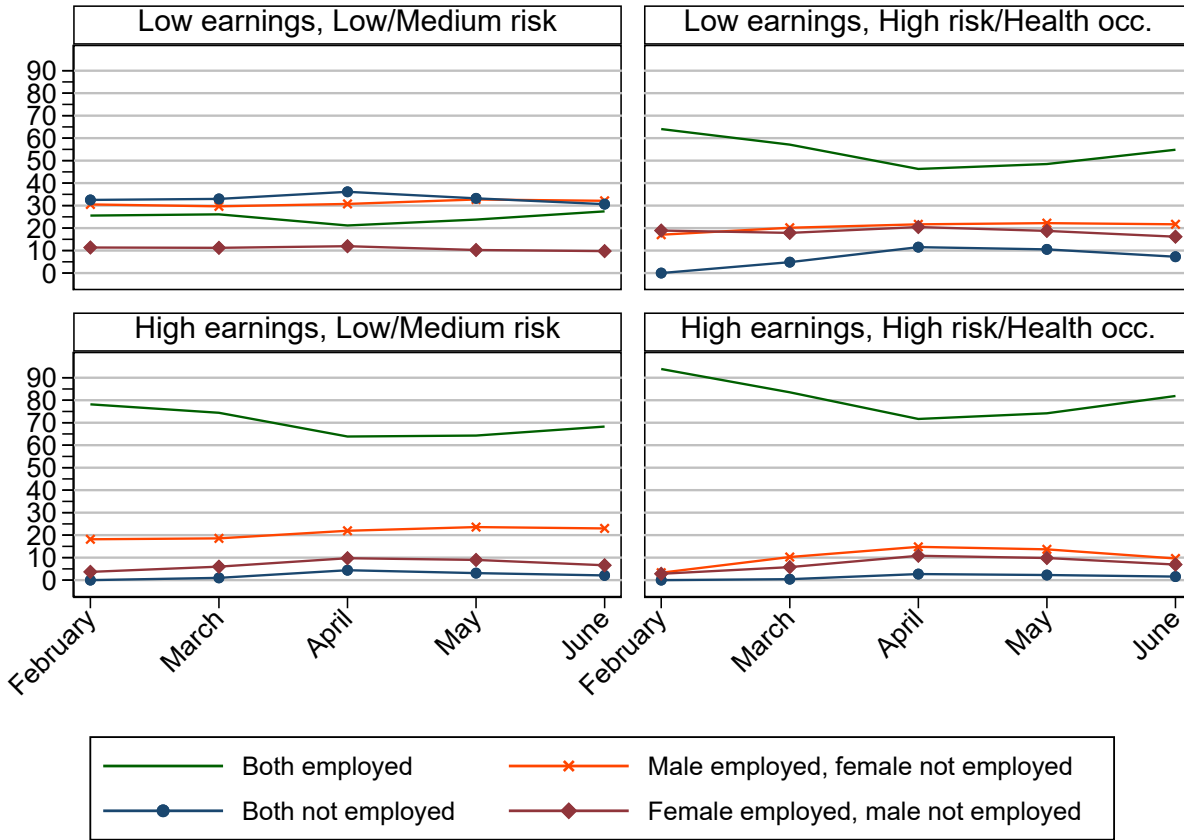 Low earnings, Low/Medium risk
Low earnings, High risk/Health occ.
90
80
70
60
50
40
30
20
10
0
High earnings, Low/Medium risk
High earnings, High risk/Health occ.
90
80
70
60
50
40
30
20
10
0
February
March
April
May
June
February
March
April
May
June
Both employed
Male employed, female not employed
Both not employed
Female employed, male not employed